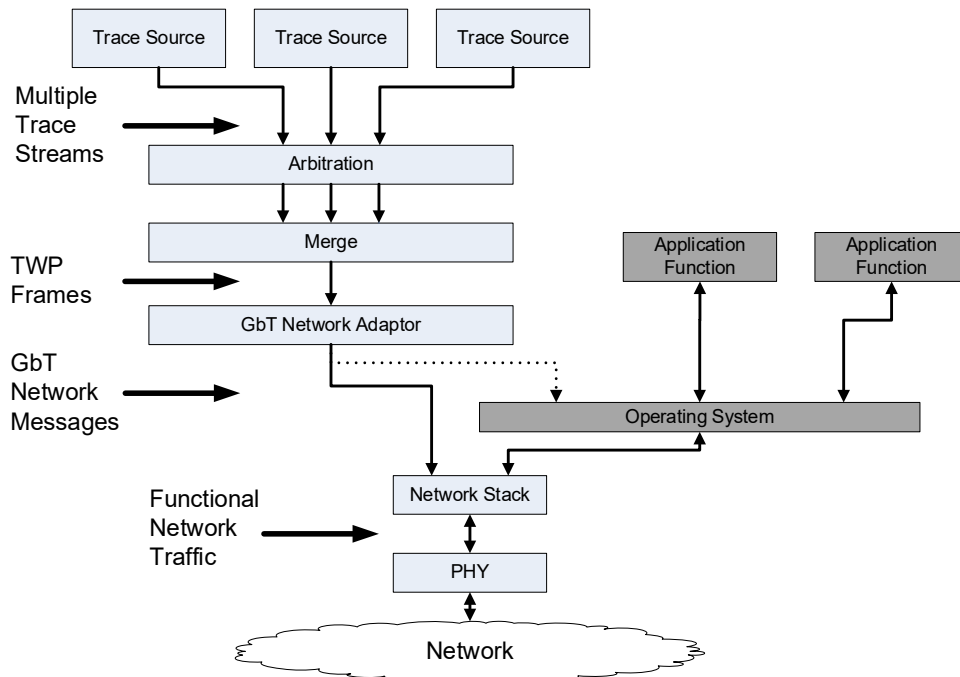 Trace Source
Trace Source
Trace Source
Multiple
Trace
Streams
Arbitration
Merge
TWP
Frames
GbT Network Adaptor
Application
Function
Application
Function
GbT
Network
Messages
Operating System
Functional
Network
Traffic
Network Stack
PHY
Network